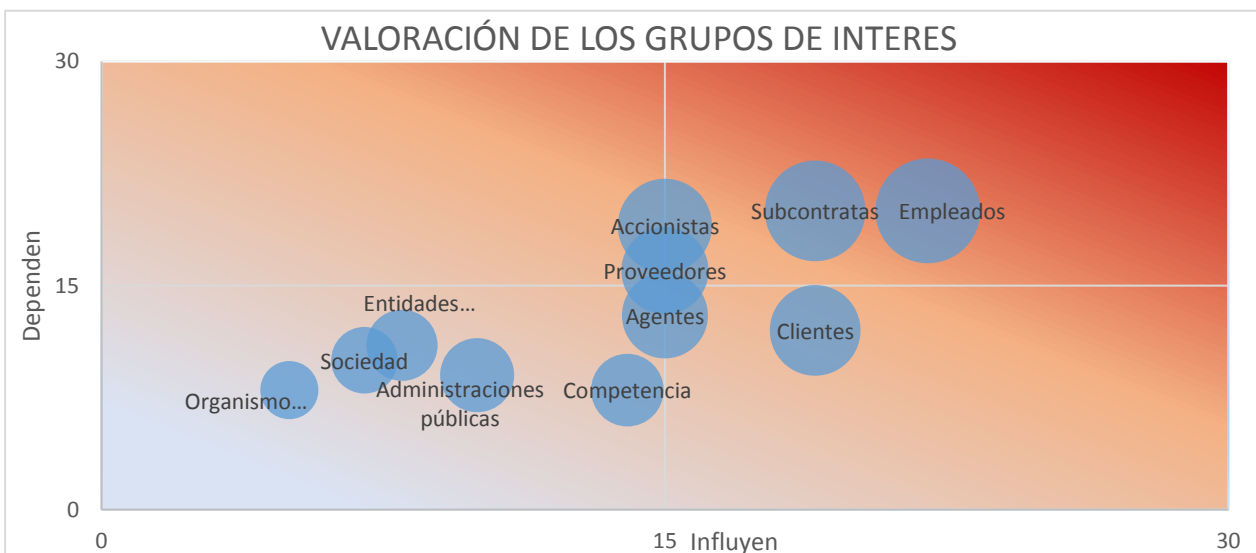 VALORACIÓN DE LOS GRUPOS DE INTERES
30
Dependen
15
0
Accionistas
Subcontratas
Empleados
Proveedores
Entidades…
Agentes
Clientes
Sociedad
Administraciones
públicas
Competencia
Organismo…
0
15
Influyen
30